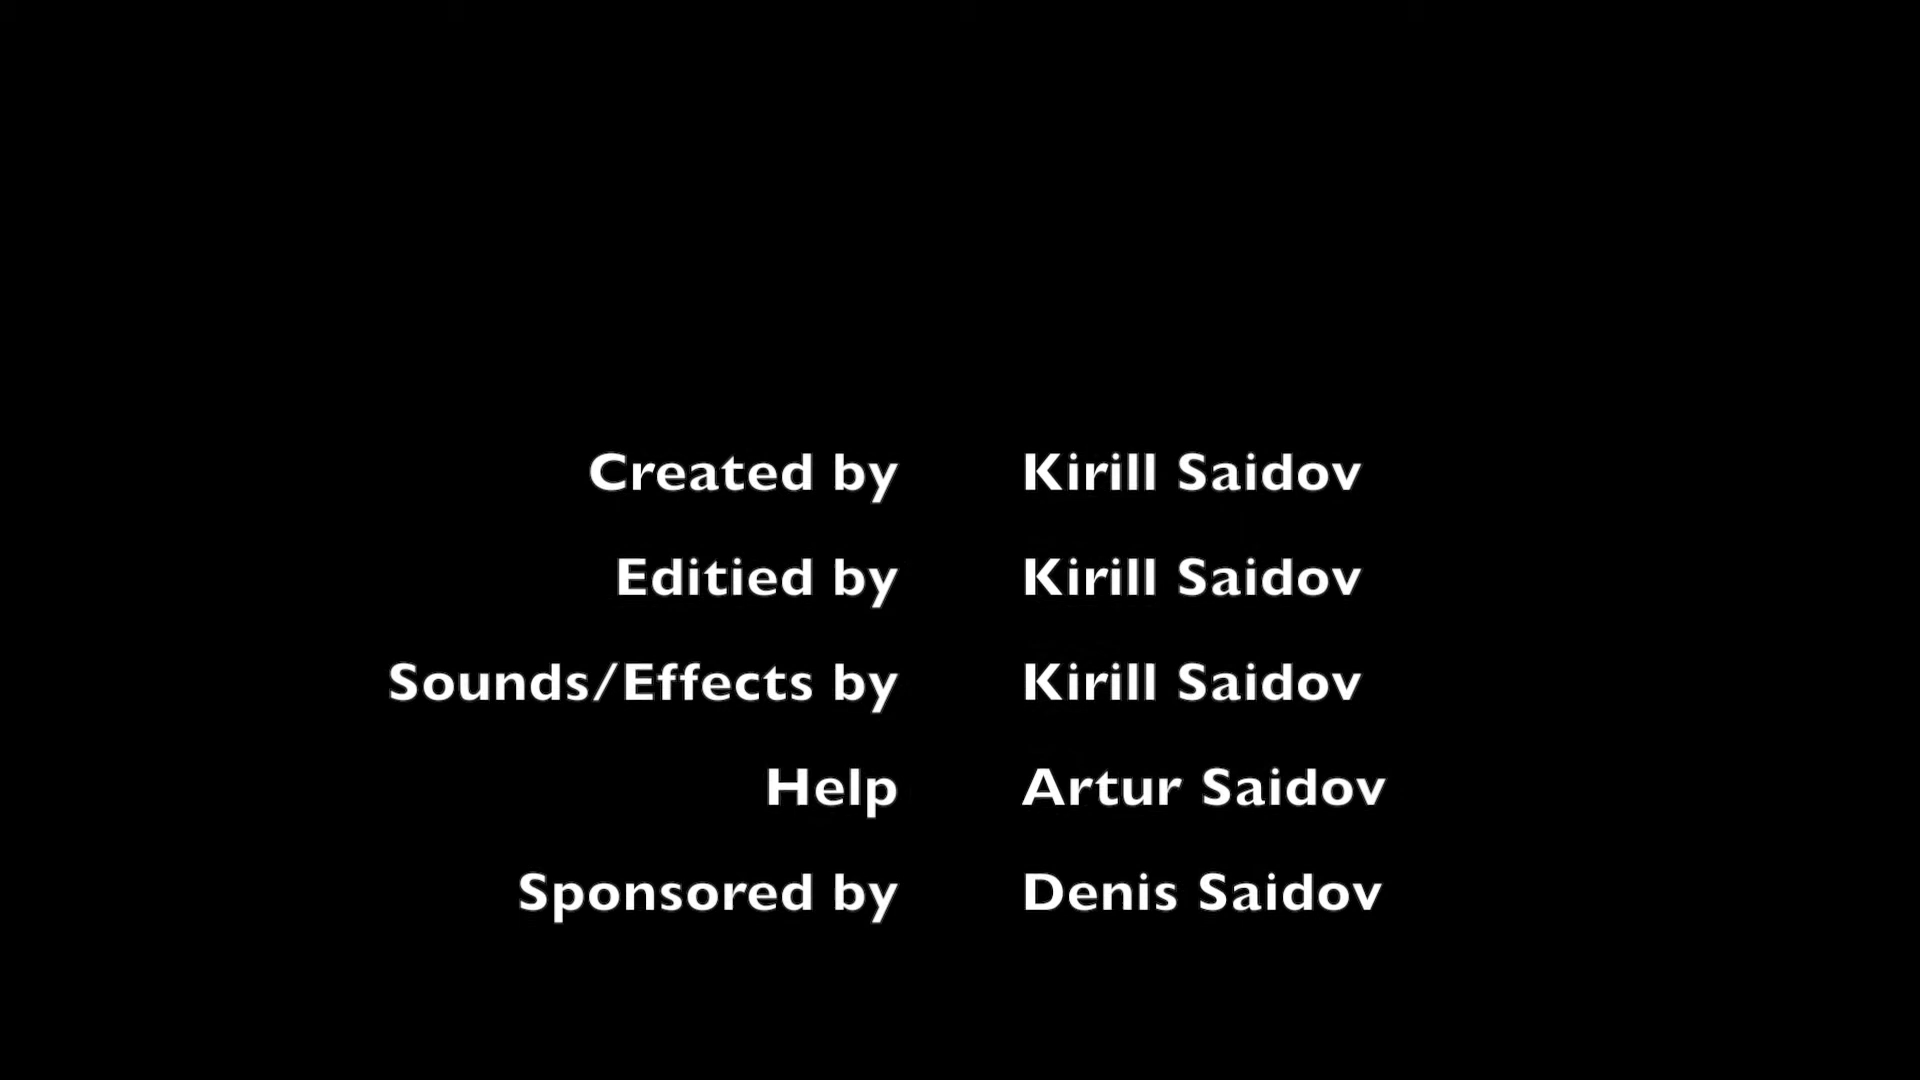 Created by Kirill Saidov
Editied by Kirill Saidov
Sounds/Effects by Kirill Saidov
Help Artur Saidov
Sponsored by Denis Saidov